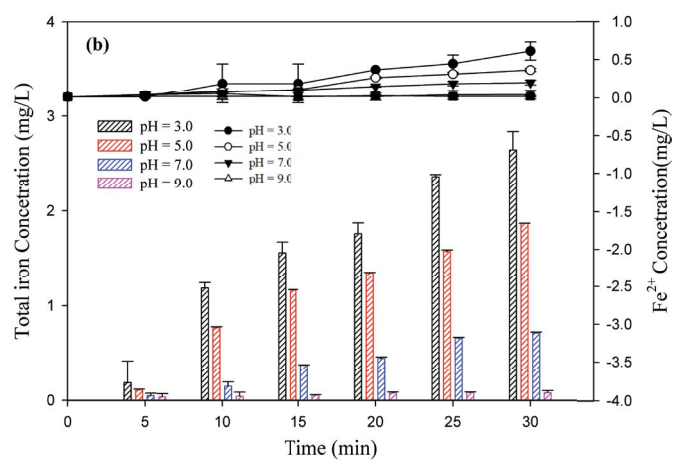 (b)
Total iron Concetration (mg/L)
4
3
2
1
0
1.0
0.5
0.0
-0.5
-1.0
-1.5
-2.0
-2.5
-3.0
-3.5
-4.0
Fe2+ Concetration(mg/L)
pH = 3.0
pH = 5.0
pH = 7.0
pH = 9.0
pH = 3.0
pH = 5.0
pH = 7.0
pH = 9.0
0 5 10 15 20 25 30
Time (min)